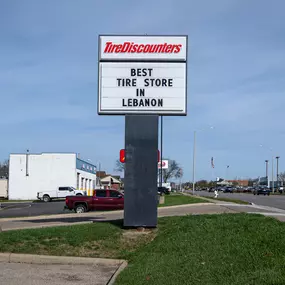 TireDiscounters
BEST
TIRE STORE
IN
LEBANON